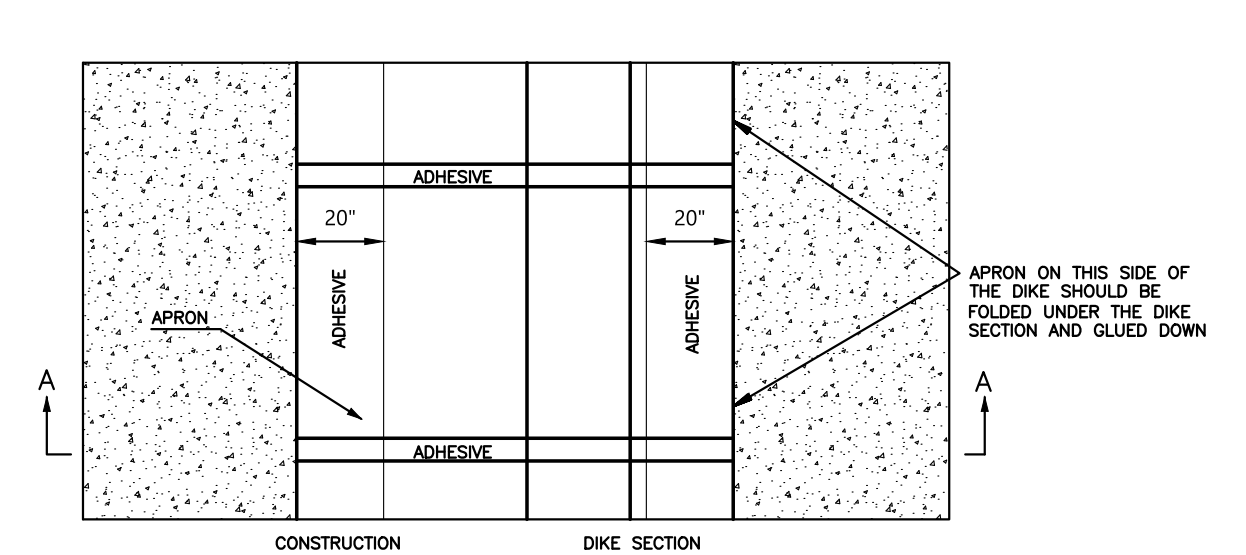 ADHESIVE
20"
20"
ADHESIVE
ADHESIVE
APRON
APRON ON THIS SIDE OF
THE DIKE SHOULD BE
FOLDED UNDER THE DIKE
SECTION AND GLUED DOWN
A
A
ADHESIVE
CONSTRUCTION
DIKE SECTION